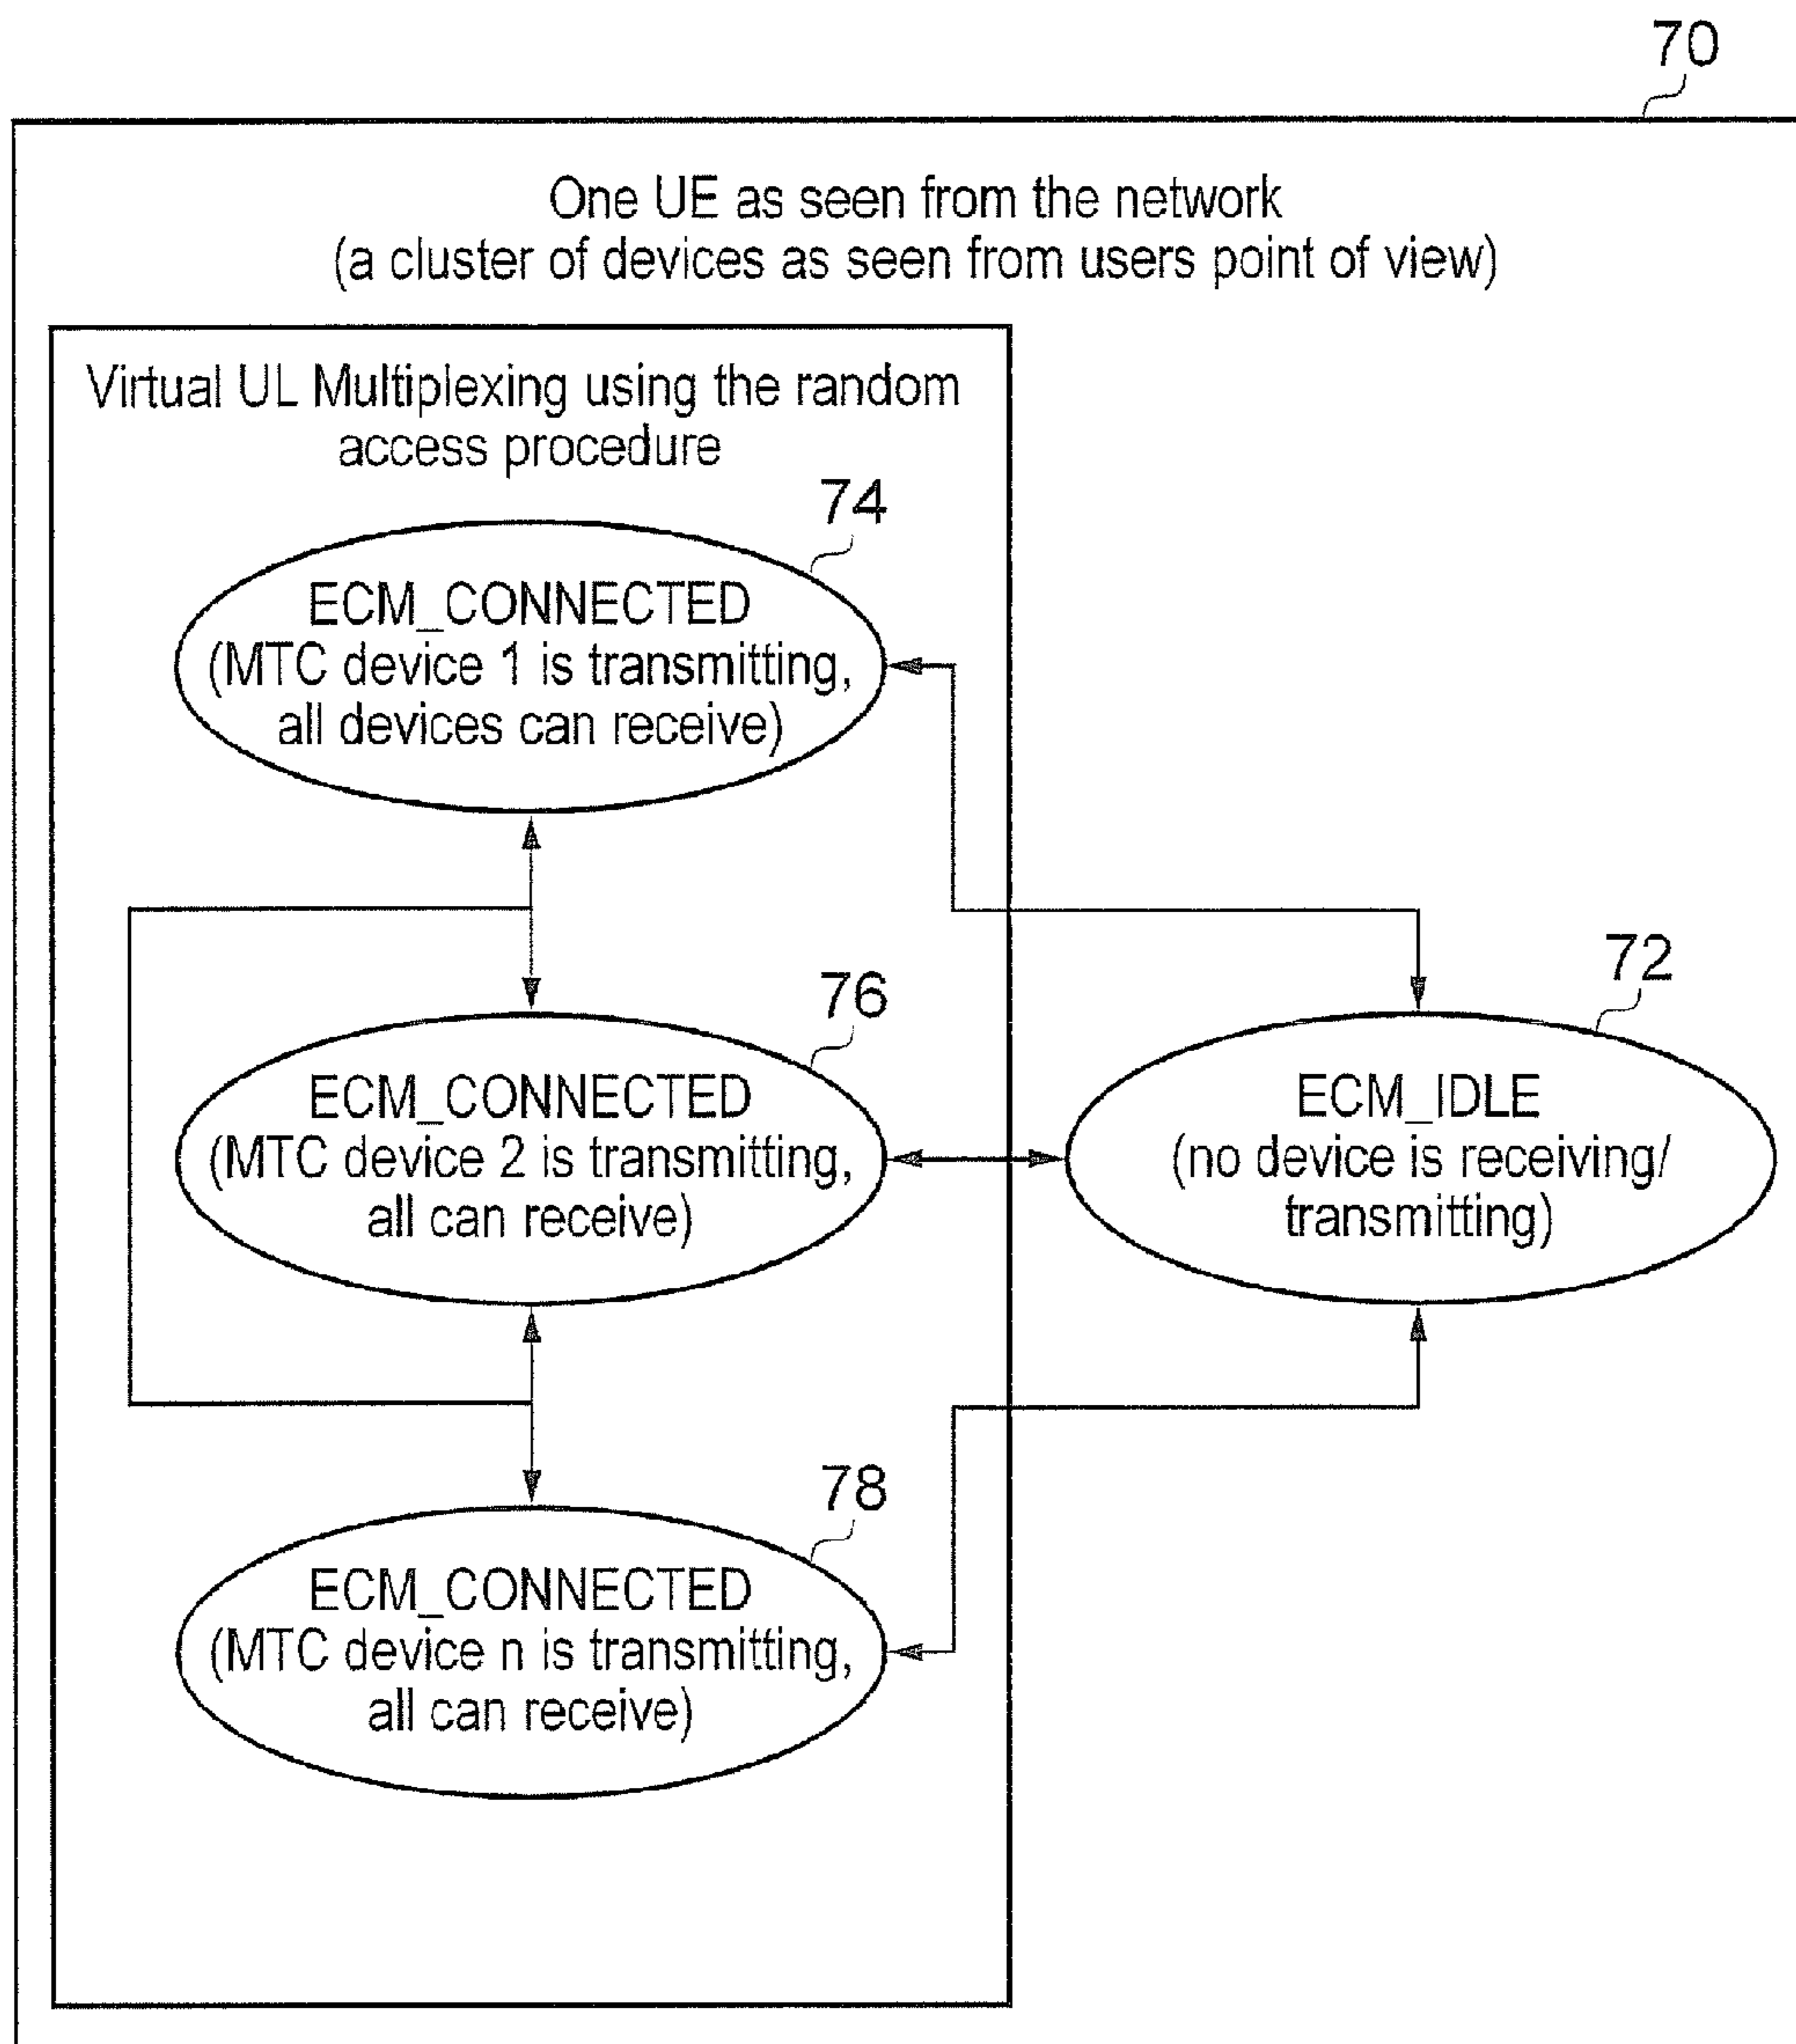 70
One UE as seen from the network
(a cluster of devices as seen from users point of view)
Virtual UL Multiplexing using the random
access procedure
74
ECM_CONNECTED
(MTC device 1 is transmitting,
all devices can receive)
76
ECM_CONNECTED
(MTC device 2 is transmitting,
all can receive)
72
ECM_IDLE
(no device is receiving/
transmitting)
78
ECM_CONNECTED
(MTC device n is transmitting,
all can receive)